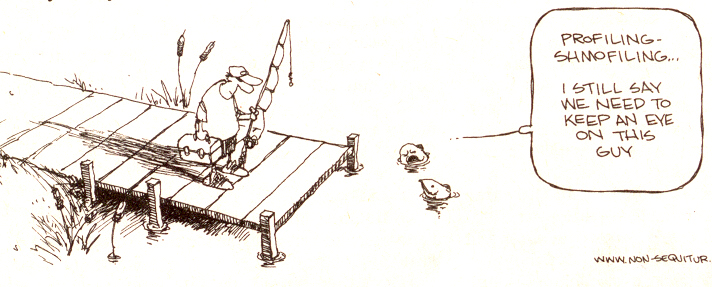 PROFILING-
SHMOFILING...
I STILL SAY
WE NEED TO
KEEP AN EYE
ON THIS
GUY
WWW.NON-SEQUITUR.